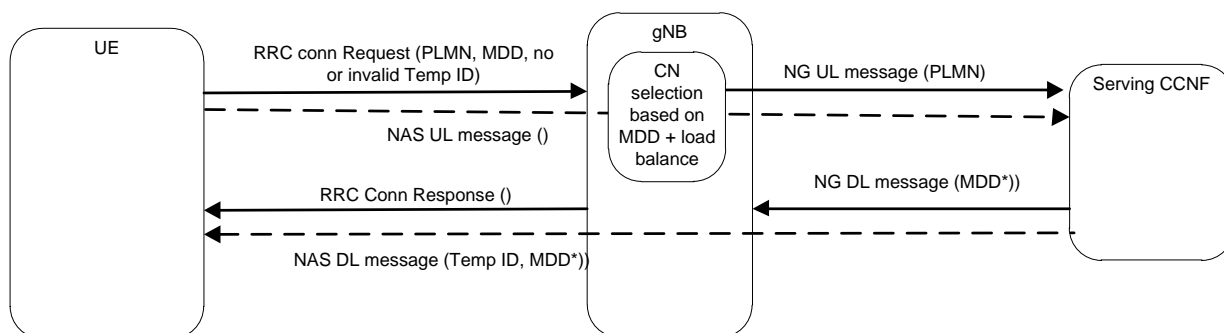 UE
RRC conn Request (PLMN, MDD, no
or invalid Temp ID)
NAS UL message ()
RRC Conn Response ()
NAS DL message (Temp ID, MDD*))
gNB
CN
selection
based on
MDD + load
balance
NG UL message (PLMN)
NG DL message (MDD*))
Serving CCNF